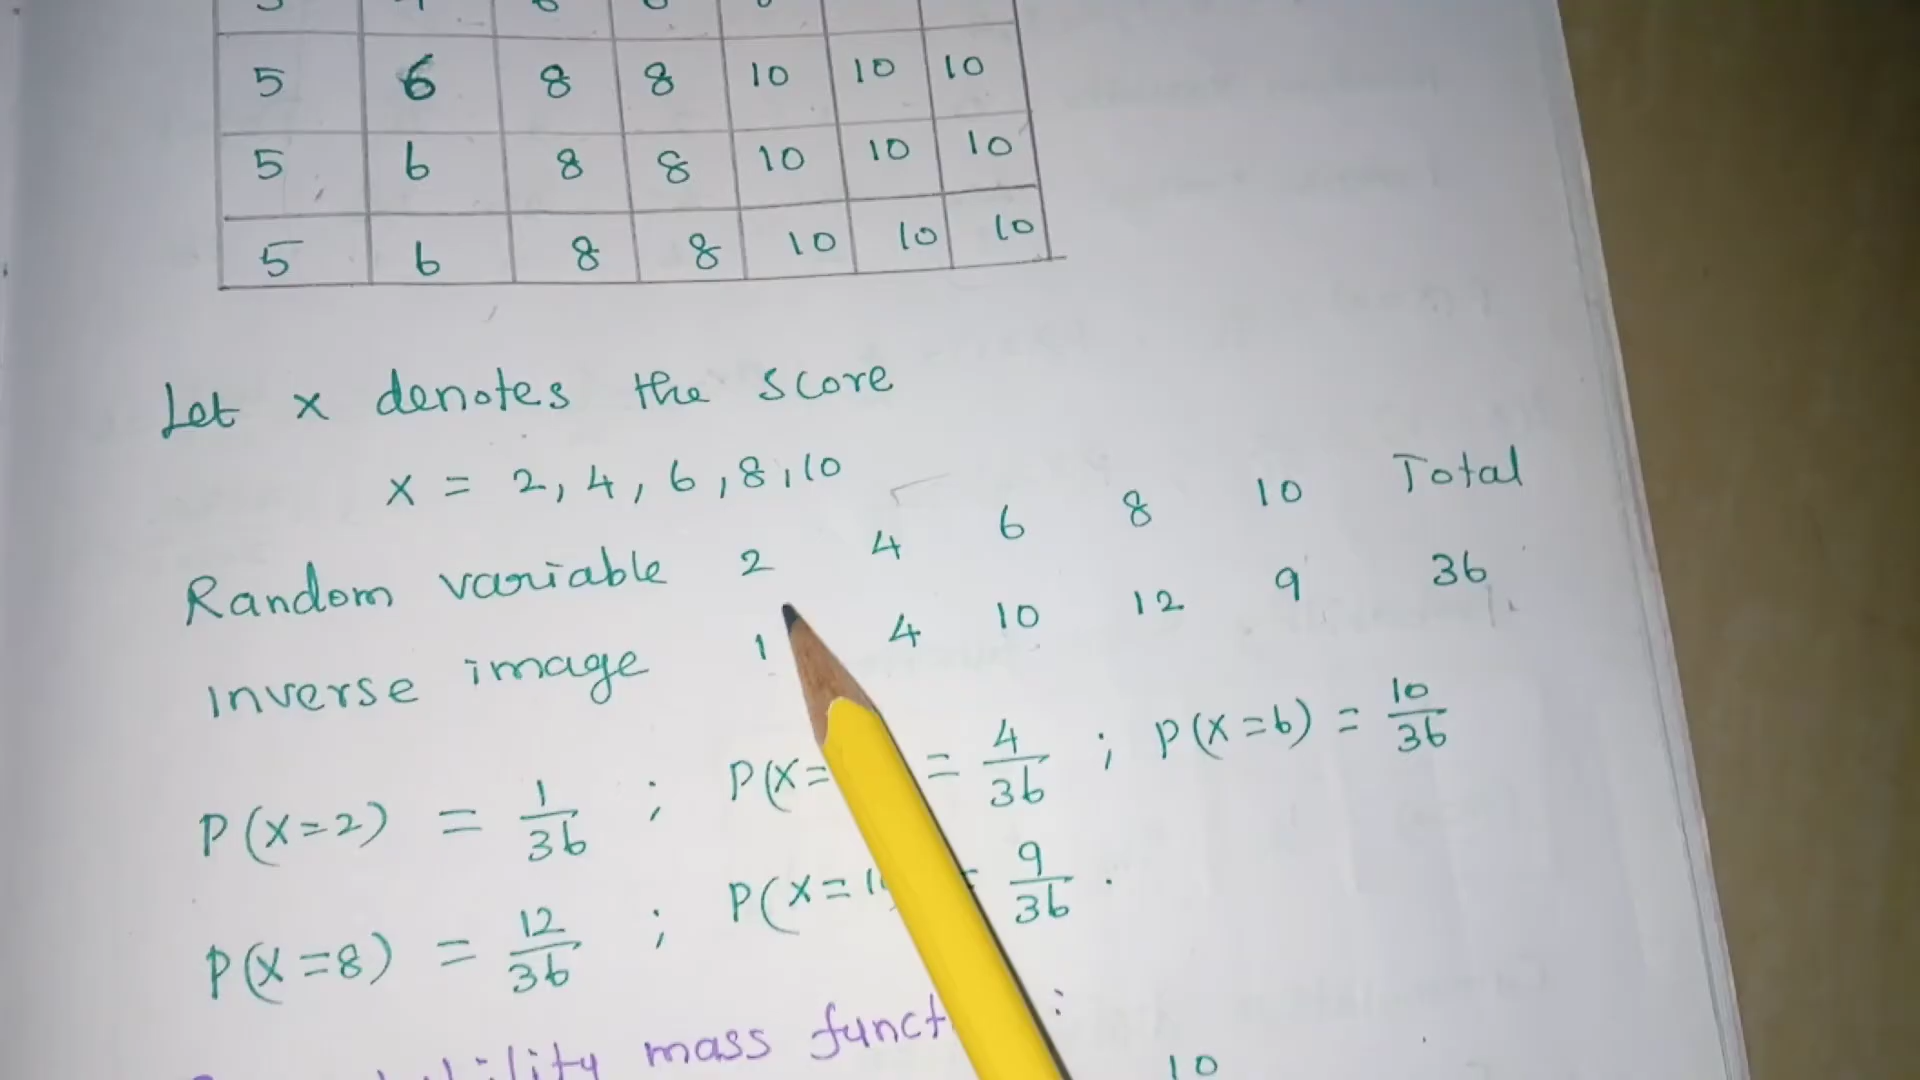 5 6 8 8 10 10 10
5 6 8 8 10 10 10
5 6 8 8 10 10 10
Let x denotes the score
x = 2, 4, 6, 8, 10
Random variable 2 4 6 8 10 Total
Inverse image 1 4 10 12 9 36
P(X=2) = 1/36 ; P(X= = 4/36 ; P(X=6) = 10/36
P(X=8) = 12/36 ; P(X=1 = 9/36 .
mass :
10